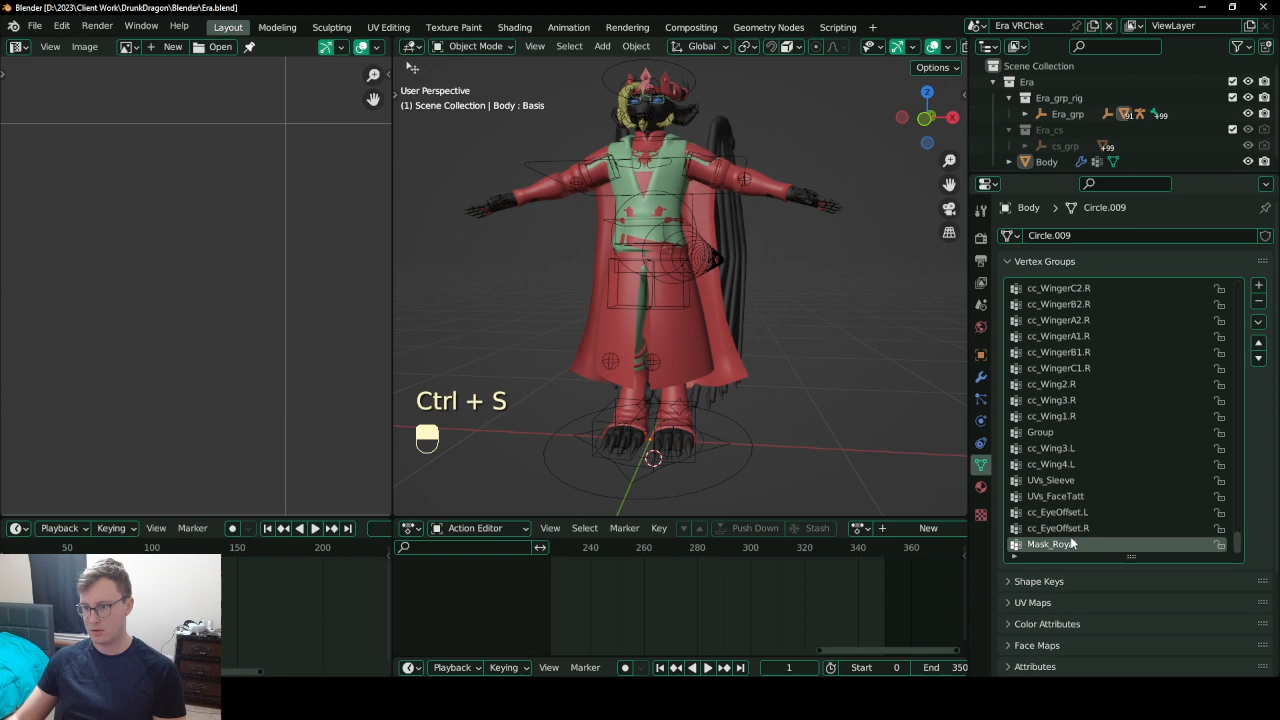 Blender [D:\2023\Client Work\DrunkDragon\Blender\Era.blend]
File Edit Render Window Help Layout Modeling Sculpting UV Editing Texture Paint Shading Animation Rendering Compositing Geometry Nodes Scripting Era VRChat ViewLayer
View Image New Open Object Mode View Select Add Object Global
Options
User Perspective
(1) Scene Collection | Body : Basis
Z
X
Scene Collection
Era
Era_grp_rig
Era_grp 91 +99
Era_cs
cs_grp +99
Body
Body > Circle.009
Circle.009
Vertex Groups
cc_WingerC2.R
cc_WingerB2.R
cc_WingerA2.R
cc_WingerA1.R
cc_WingerB1.R
cc_WingerC1.R
cc_Wing2.R
cc_Wing3.R
cc_Wing1.R
Group
cc_Wing3.L
cc_Wing4.L
UVs_Sleeve
UVs_FaceTatt
cc_EyeOffset.L
cc_EyeOffset.R
Shape Keys
UV Maps
Color Attributes
Face Maps
Attributes
Ctrl + S
Playback Keying View Marker
50 100 150 200
Action Editor View Select Marker Key Push Down Stash New
240 260 280 300 320 340 360
Playback Keying View Marker 1 Start 0 End 350